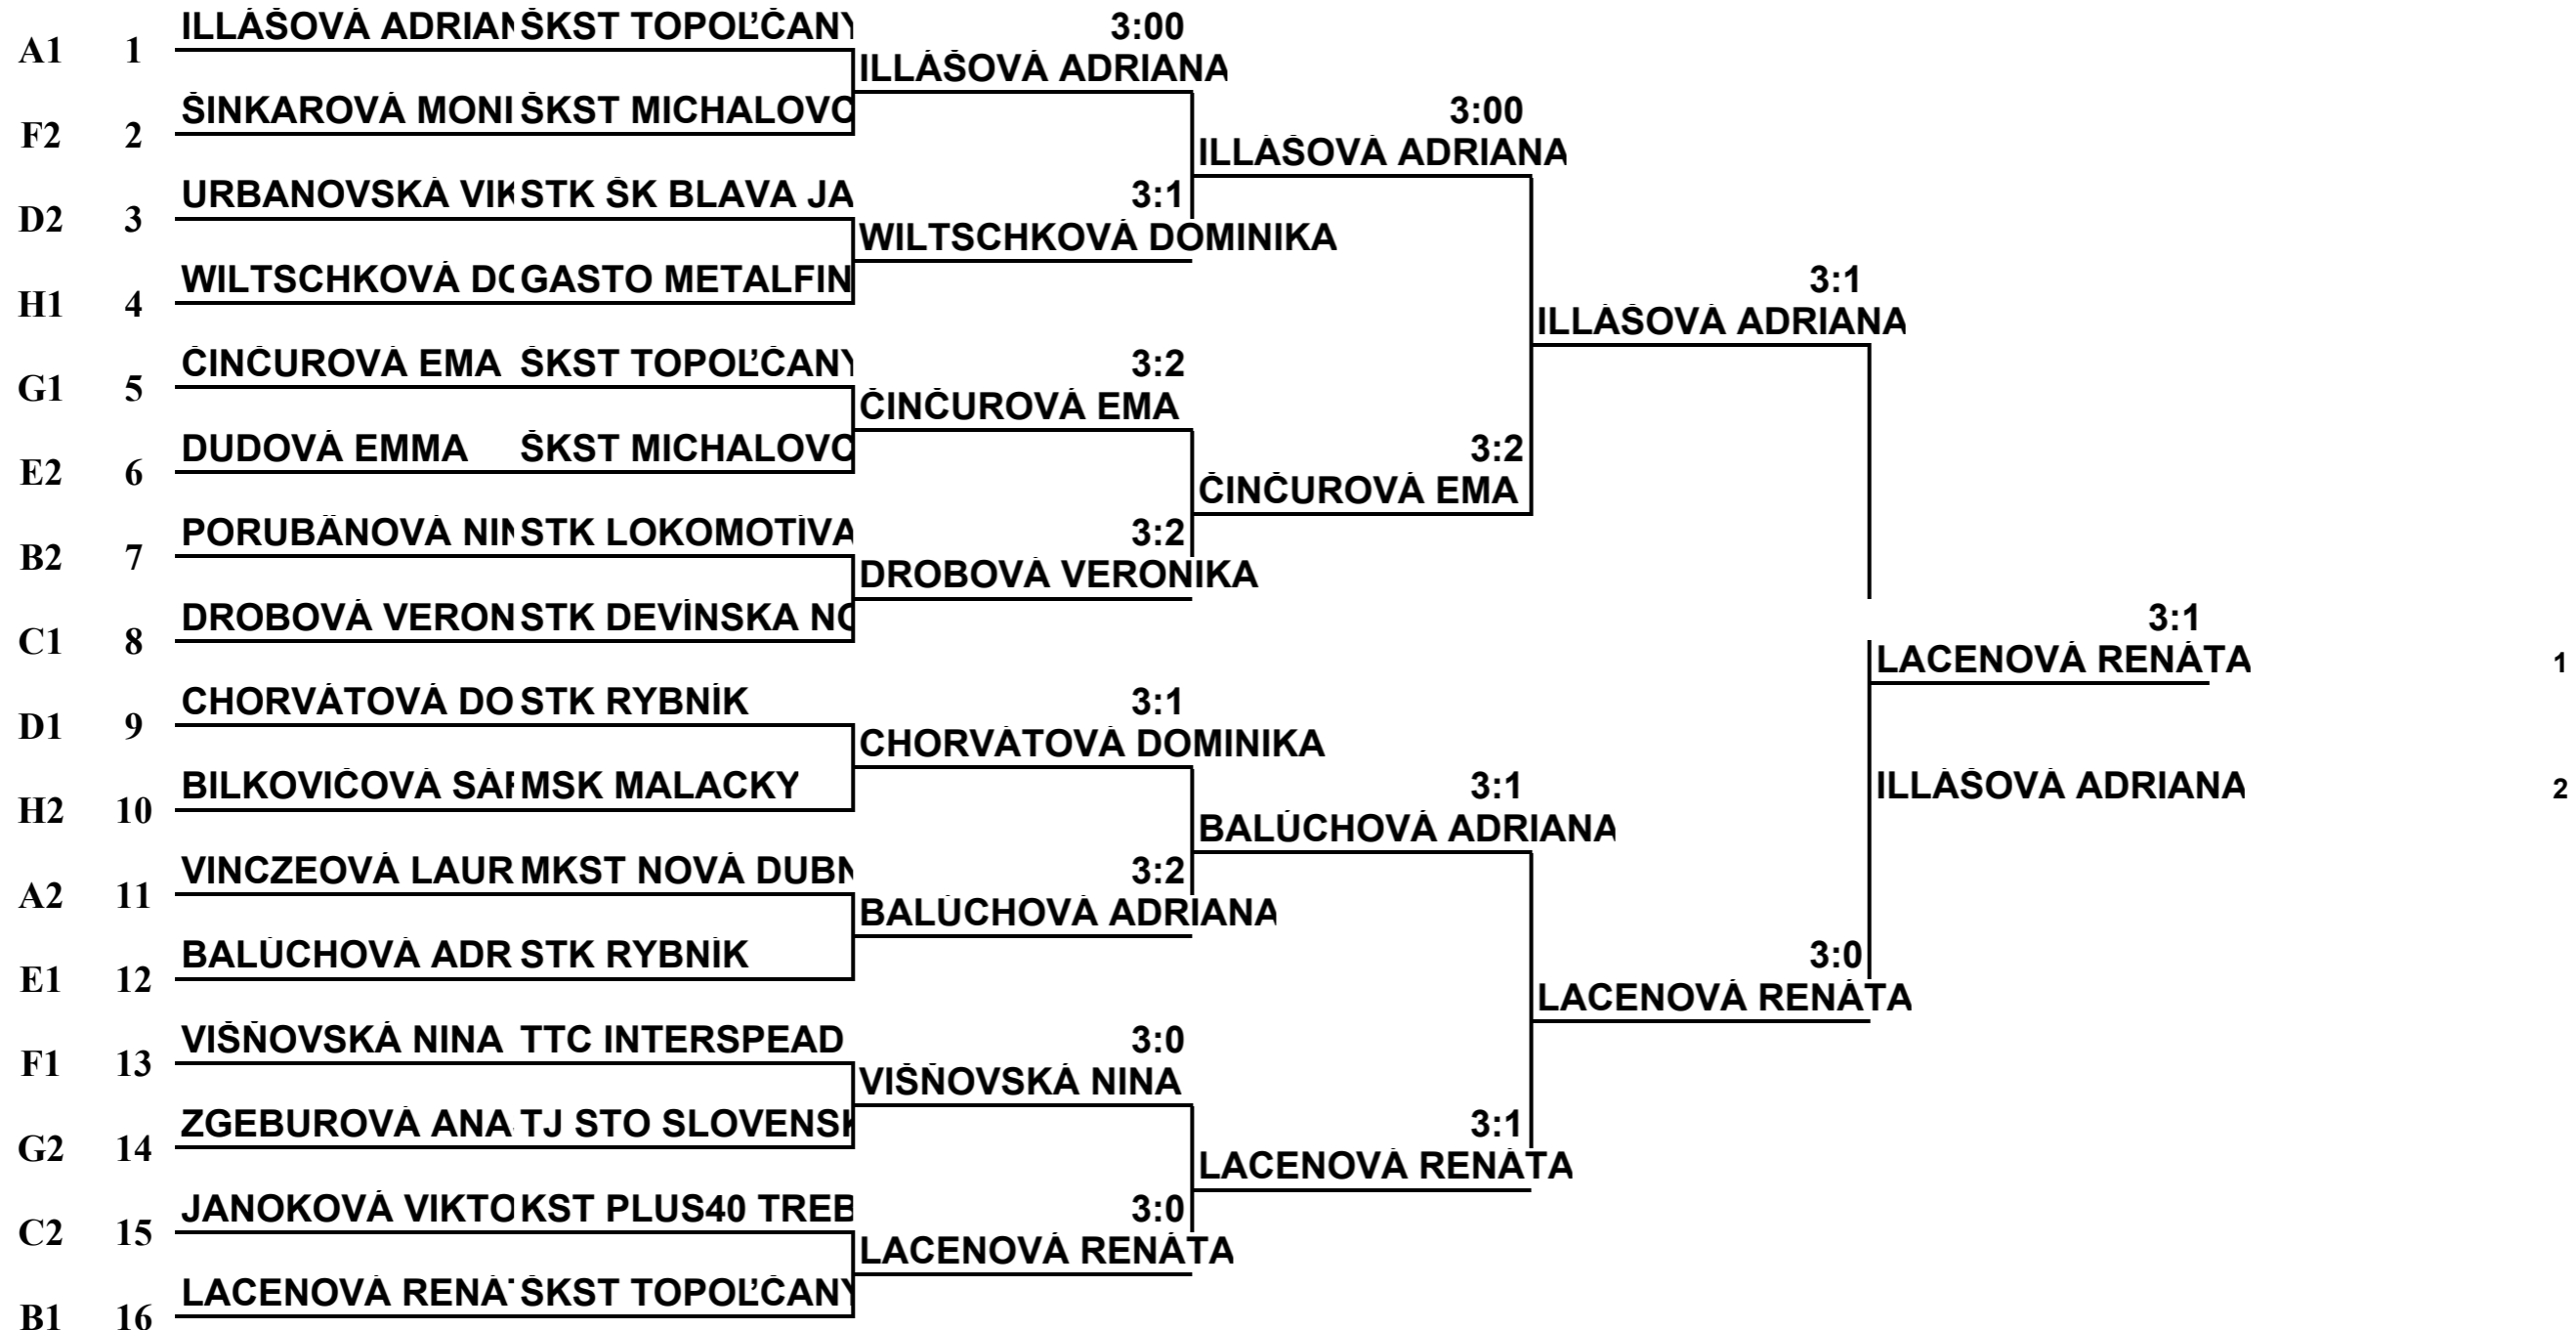 A1 1 ILLÁŠOVÁ ADRIAN ŠKST TOPOĽČANY 3:00
ILLÁŠOVÁ ADRIANA
F2 2 ŠINKAROVÁ MONI ŠKST MICHALOVC 3:00
ILLÁŠOVÁ ADRIANA
D2 3 URBANOVSKÁ VIK STK ŠK BLAVA JA 3:1
WILTSCHKOVÁ DOMINIKA
H1 4 WILTSCHKOVÁ DO GASTO METALFIN 3:1
ILLÁŠOVÁ ADRIANA
G1 5 ČINČUROVÁ EMA ŠKST TOPOĽČANY 3:2
ČINČUROVÁ EMA
E2 6 DUDOVÁ EMMA ŠKST MICHALOVC 3:2
ČINČUROVÁ EMA
B2 7 PORUBÄNOVÁ NIN STK LOKOMOTÍVA 3:2
DROBOVÁ VERONIKA
C1 8 DROBOVÁ VERON STK DEVÍNSKA NO 3:1
LACENOVÁ RENÁTA 1
D1 9 CHORVÁTOVÁ DO STK RYBNÍK 3:1
CHORVÁTOVÁ DOMINIKA
H2 10 BILKOVIČOVÁ SÁR MSK MALACKY 3:1 ILLÁŠOVÁ ADRIANA 2
BALÚCHOVÁ ADRIANA
A2 11 VINCZEOVÁ LAUR MKST NOVÁ DUBN 3:2
BALÚCHOVÁ ADRIANA
E1 12 BALÚCHOVÁ ADR STK RYBNÍK 3:0
LACENOVÁ RENÁTA
F1 13 VIŠŇOVSKÁ NINA TTC INTERSPEAD 3:0
VIŠŇOVSKÁ NINA
G2 14 ZGEBUROVÁ ANA TJ STO SLOVENSK 3:1
LACENOVÁ RENÁTA
C2 15 JANOKOVÁ VIKTO KST PLUS40 TREB 3:0
LACENOVÁ RENÁTA
B1 16 LACENOVÁ RENÁT ŠKST TOPOĽČANY